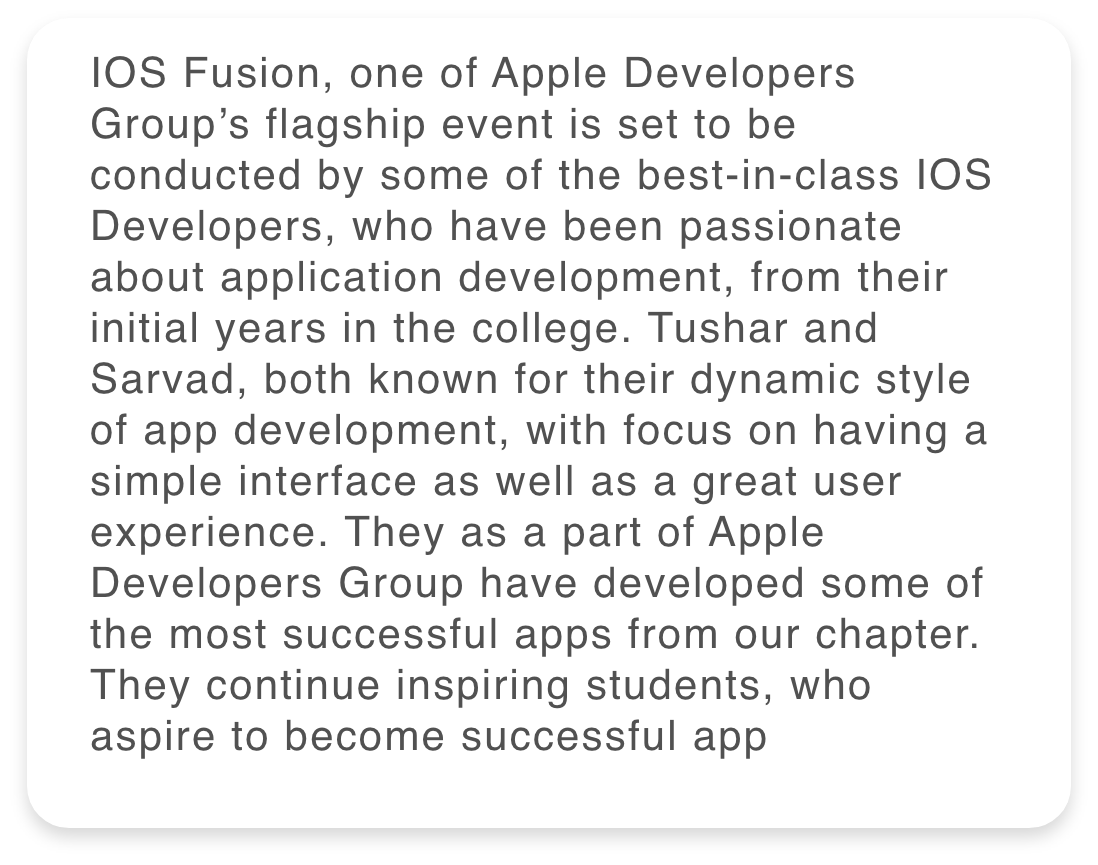 IOS Fusion, one of Apple Developers
Group’s flagship event is set to be
conducted by some of the best-in-class IOS
Developers, who have been passionate
about application development, from their
initial years in the college. Tushar and
Sarvad, both known for their dynamic style
of app development, with focus on having a
simple interface as well as a great user
experience. They as a part of Apple
Developers Group have developed some of
the most successful apps from our chapter.
They continue inspiring students, who
aspire to become successful app